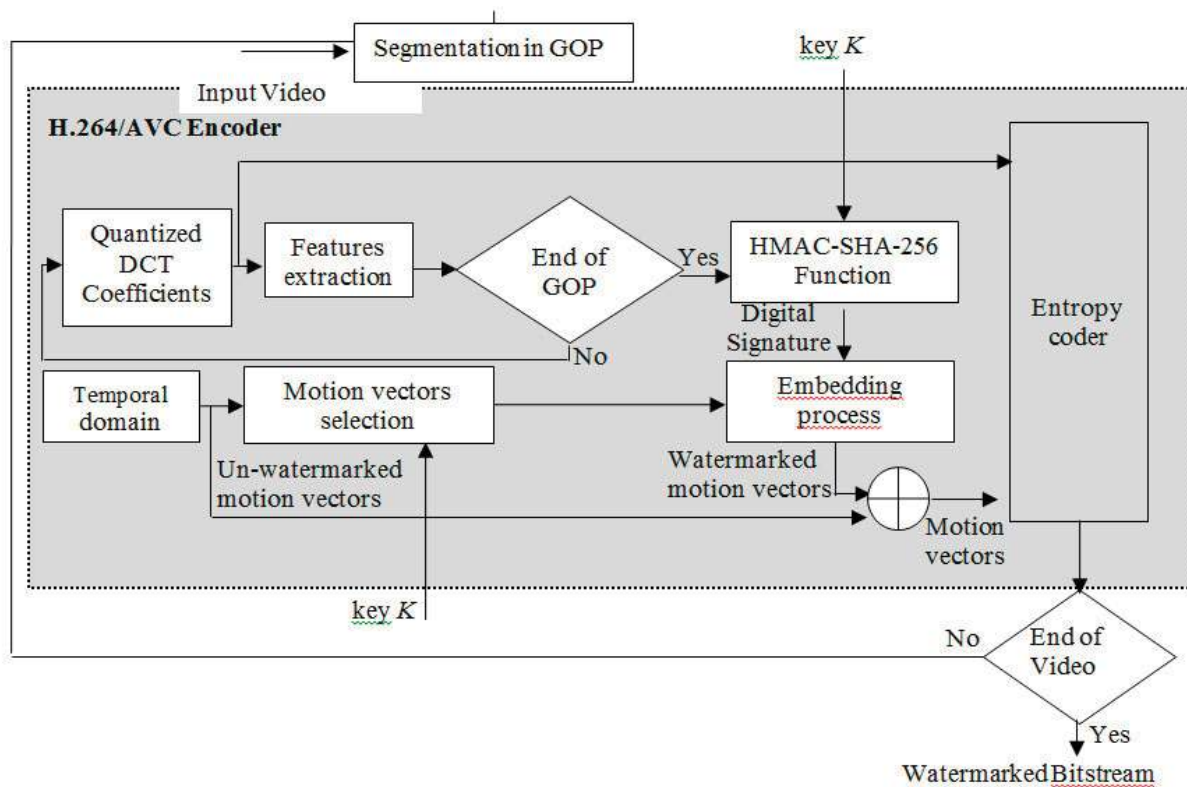 Segmentation in GOP
key K
Input Video
H.264/AVC Encoder
Quantized
DCT
Coefficients
Features
extraction
End of
GOP
Yes
HMAC-SHA-256
Function
Entropy
coder
Digital
Signature
No
Temporal
domain
Motion vectors
selection
Embedding
process
Un-watermarked
motion vectors
Watermarked
motion vectors
Motion
vectors
key K
No
End of
Video
Yes
Watermarked Bitstream